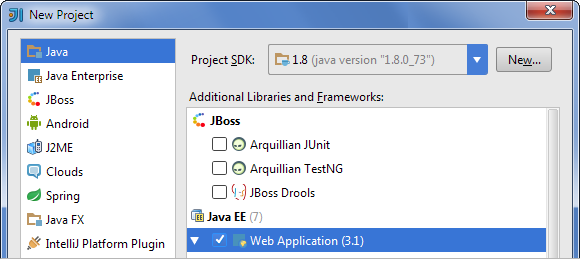 New Project
Java
Java Enterprise
JBoss
Android
J2ME
Clouds
Spring
Java FX
IntelliJ Platform Plugin
Project SDK: 1.8 (java version "1.8.0_73") New...
Additional Libraries and Frameworks:
JBoss
Arquillian JUnit
Arquillian TestNG
JBoss Drools
Java EE (7)
Web Application (3.1)